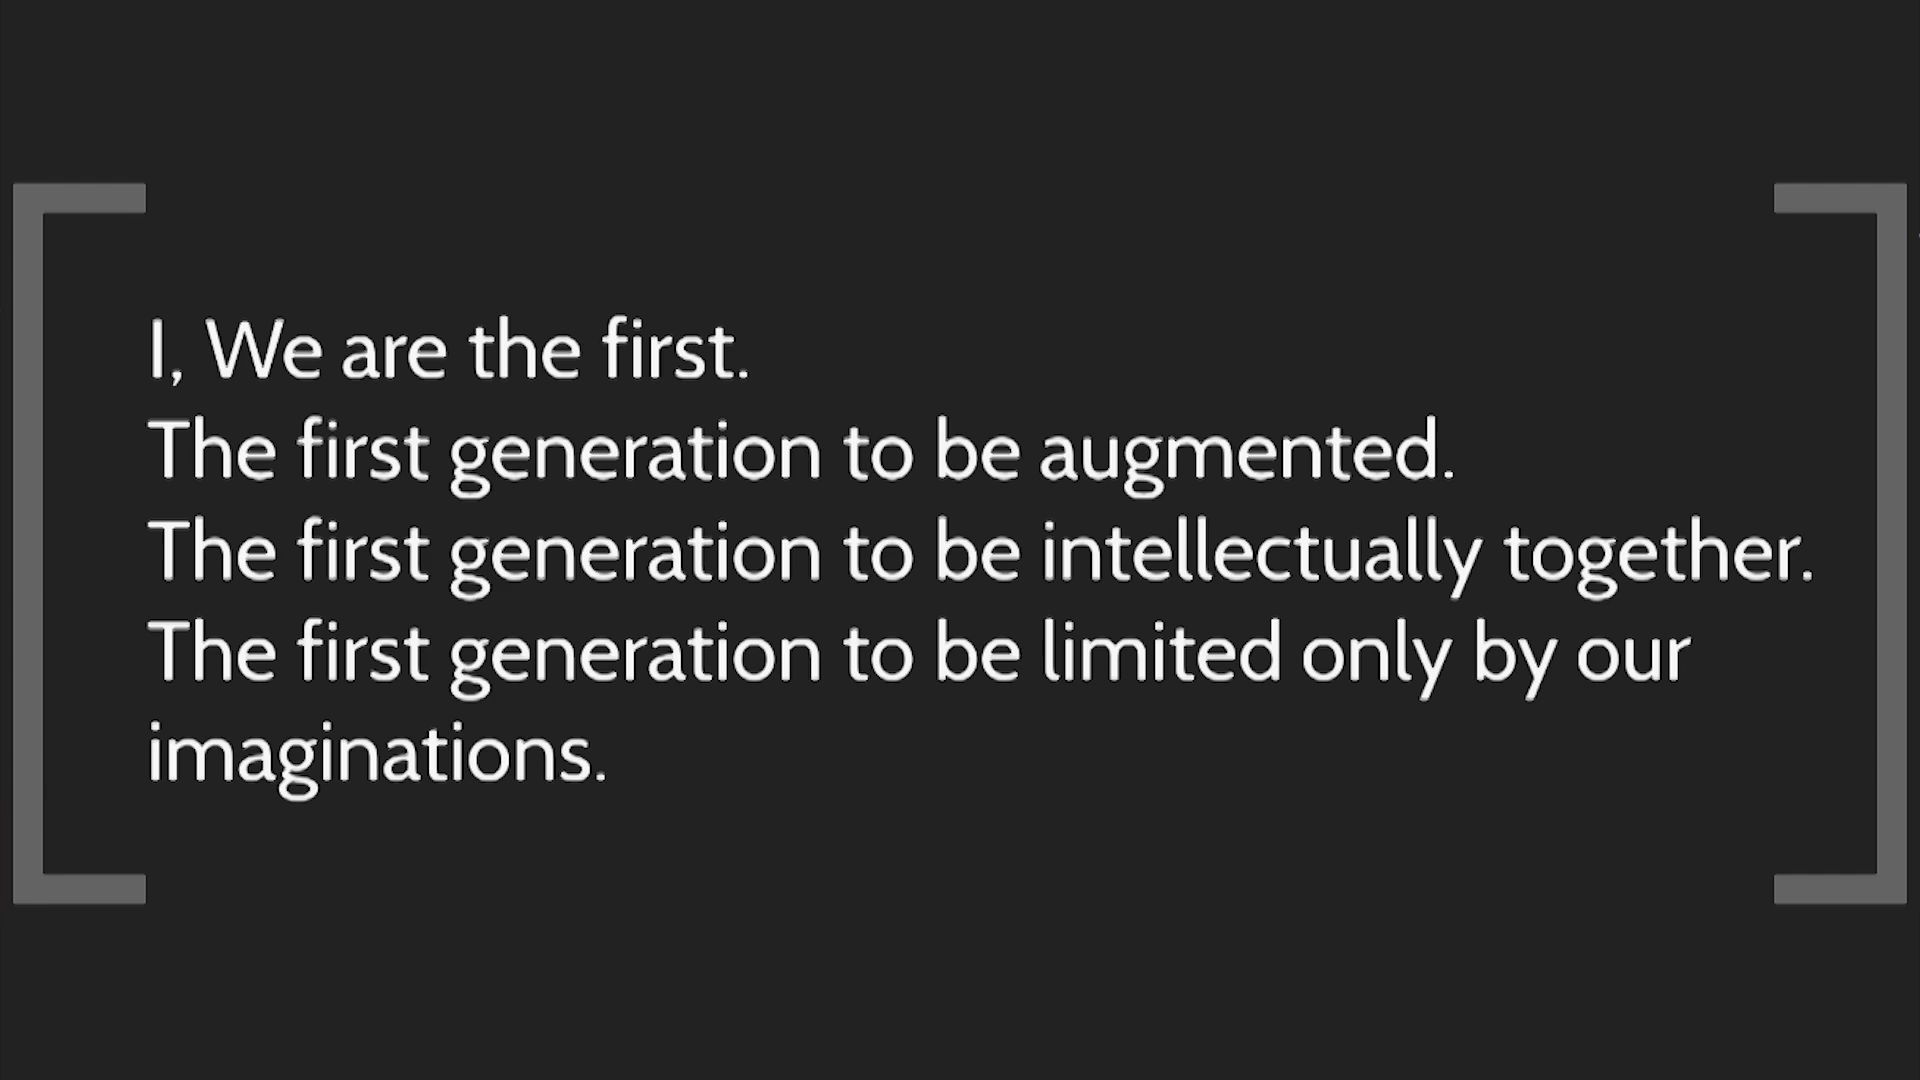 I, We are the first.
The first generation to be augmented.
The first generation to be intellectually together.
The first generation to be limited only by our
imaginations.